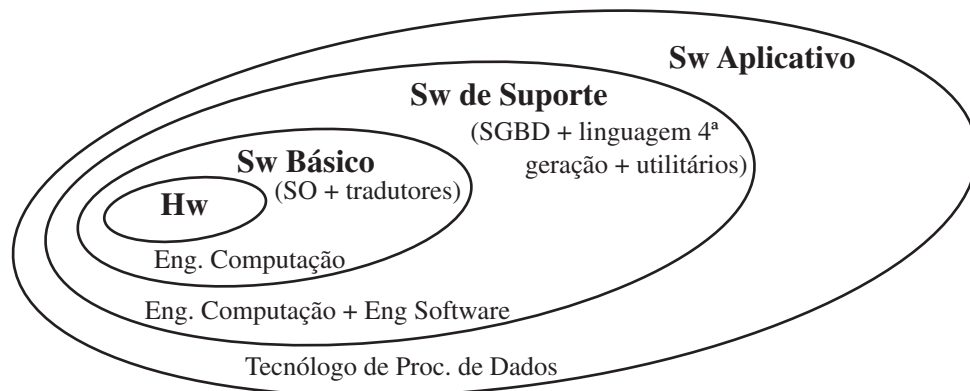 Sw Aplicativo
Sw de Suporte
(SGBD + linguagem 4ª
geração + utilitários)
Sw Básico
(SO + tradutores)
Hw
Eng. Computação
Eng. Computação + Eng Software
Tecnólogo de Proc. de Dados